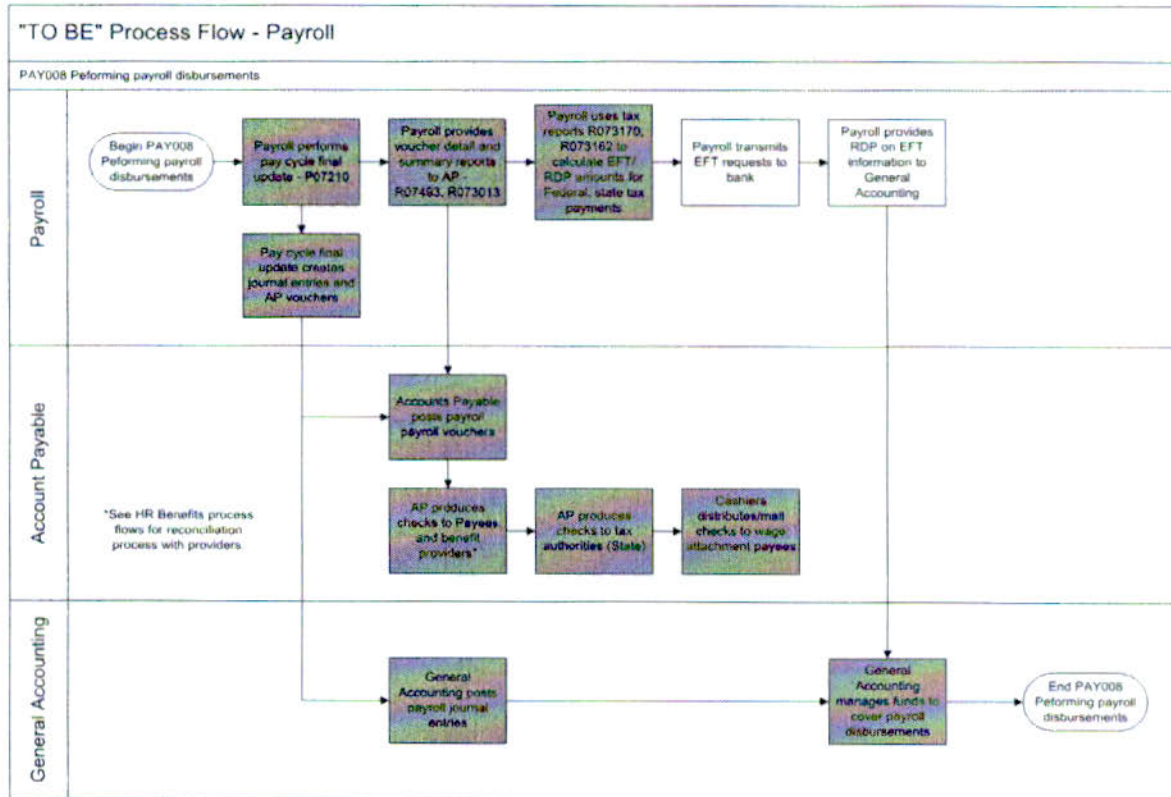 "TO BE" Process Flow - Payroll
PAY008 Peforming payroll disbursements
Payroll
Begin PAY008
Peforming payroll
disbursements
Payroll performs
pay cycle final
update - P07210
Payroll provides
voucher detail and
summary reports
to AP -
R07493, R073013
Payroll uses tax
reports R073170,
R073162 to
calculate EFT/
RDP amounts for
Federal, state tax
payments
Payroll transmits
EFT requests to
bank
Payroll provides
RDP on EFT
information to
General
Accounting
Pay cycle final
update creates
journal entries and
AP vouchers
Account Payable
Accounts Payable
posts payroll
payroll vouchers
*See HR Benefits process
flows for reconciliation
process with providers
AP produces
checks to Payees
and benefit
providers*
AP produces
checks to tax
authorities (State)
Cashiers
distributes/mail
checks to wage
attachment payees
General Accounting
General
Accounting posts
payroll journal
entries
General
Accounting
manages funds to
cover payroll
disbursements
End PAY008
Peforming payroll
disbursements